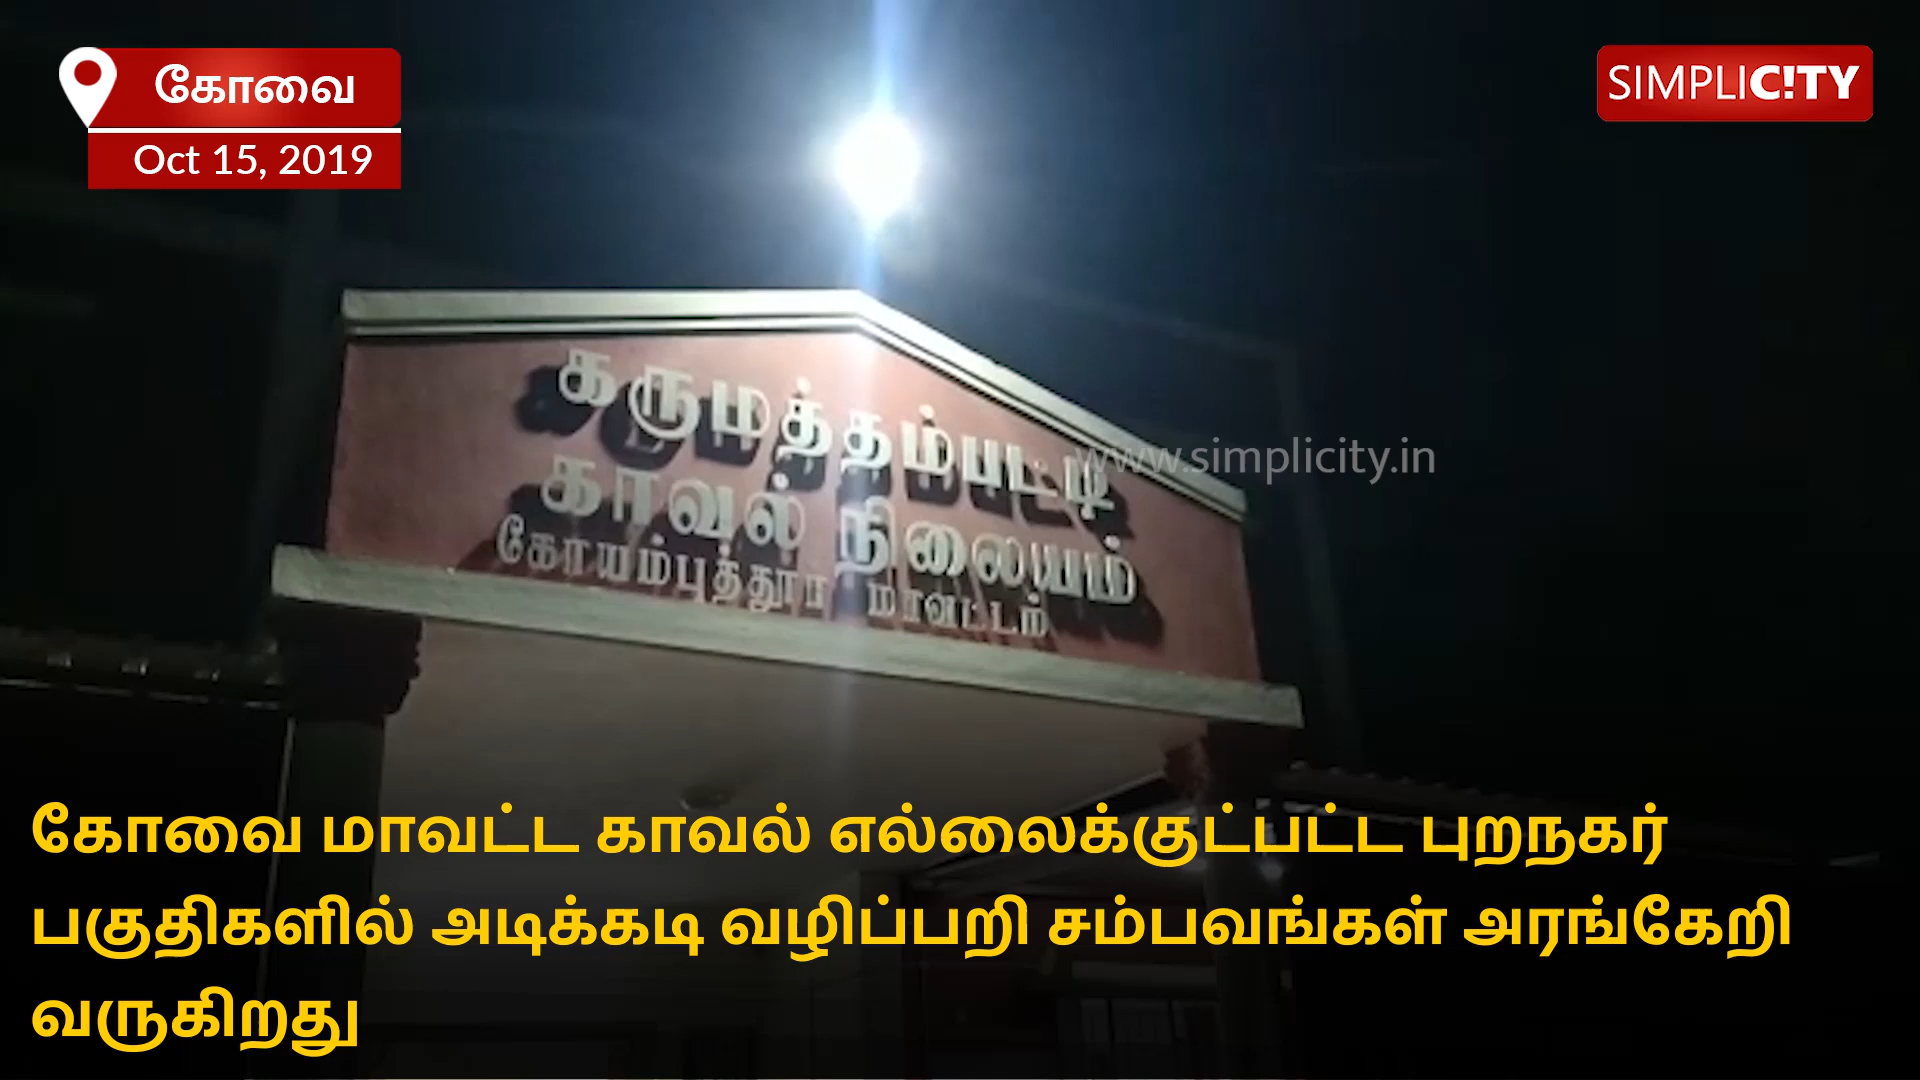 கோவை
Oct 15, 2019
SIMPLIC!TY
கருமத்தம்பட்டி
காவல் நிலையம்
கோயம்புத்தூர் மாவட்டம்
www.simplicity.in
கோவை மாவட்ட காவல் எல்லைக்குட்பட்ட புறநகர்
பகுதிகளில் அடிக்கடி வழிப்பறி சம்பவங்கள் அரங்கேறி
வருகிறது